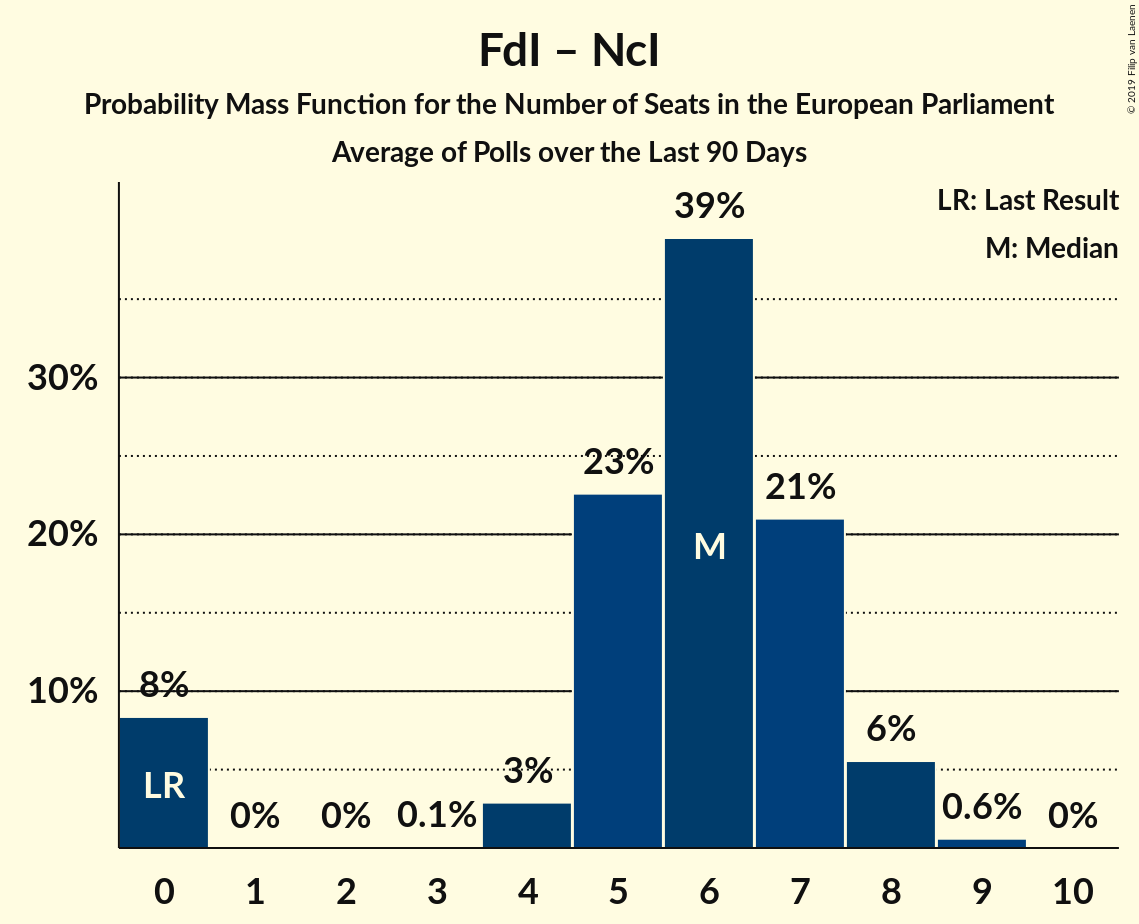 FdI – NcI
Probability Mass Function for the Number of Seats in the European Parliament
Average of Polls over the Last 90 Days
© 2019 Filip van Laenen
LR: Last Result
M: Median
30%
20%
10%
8%
0%
0%
0.1%
3%
23%
39%
21%
6%
0.6%
0%
LR
M
0 1 2 3 4 5 6 7 8 9 10